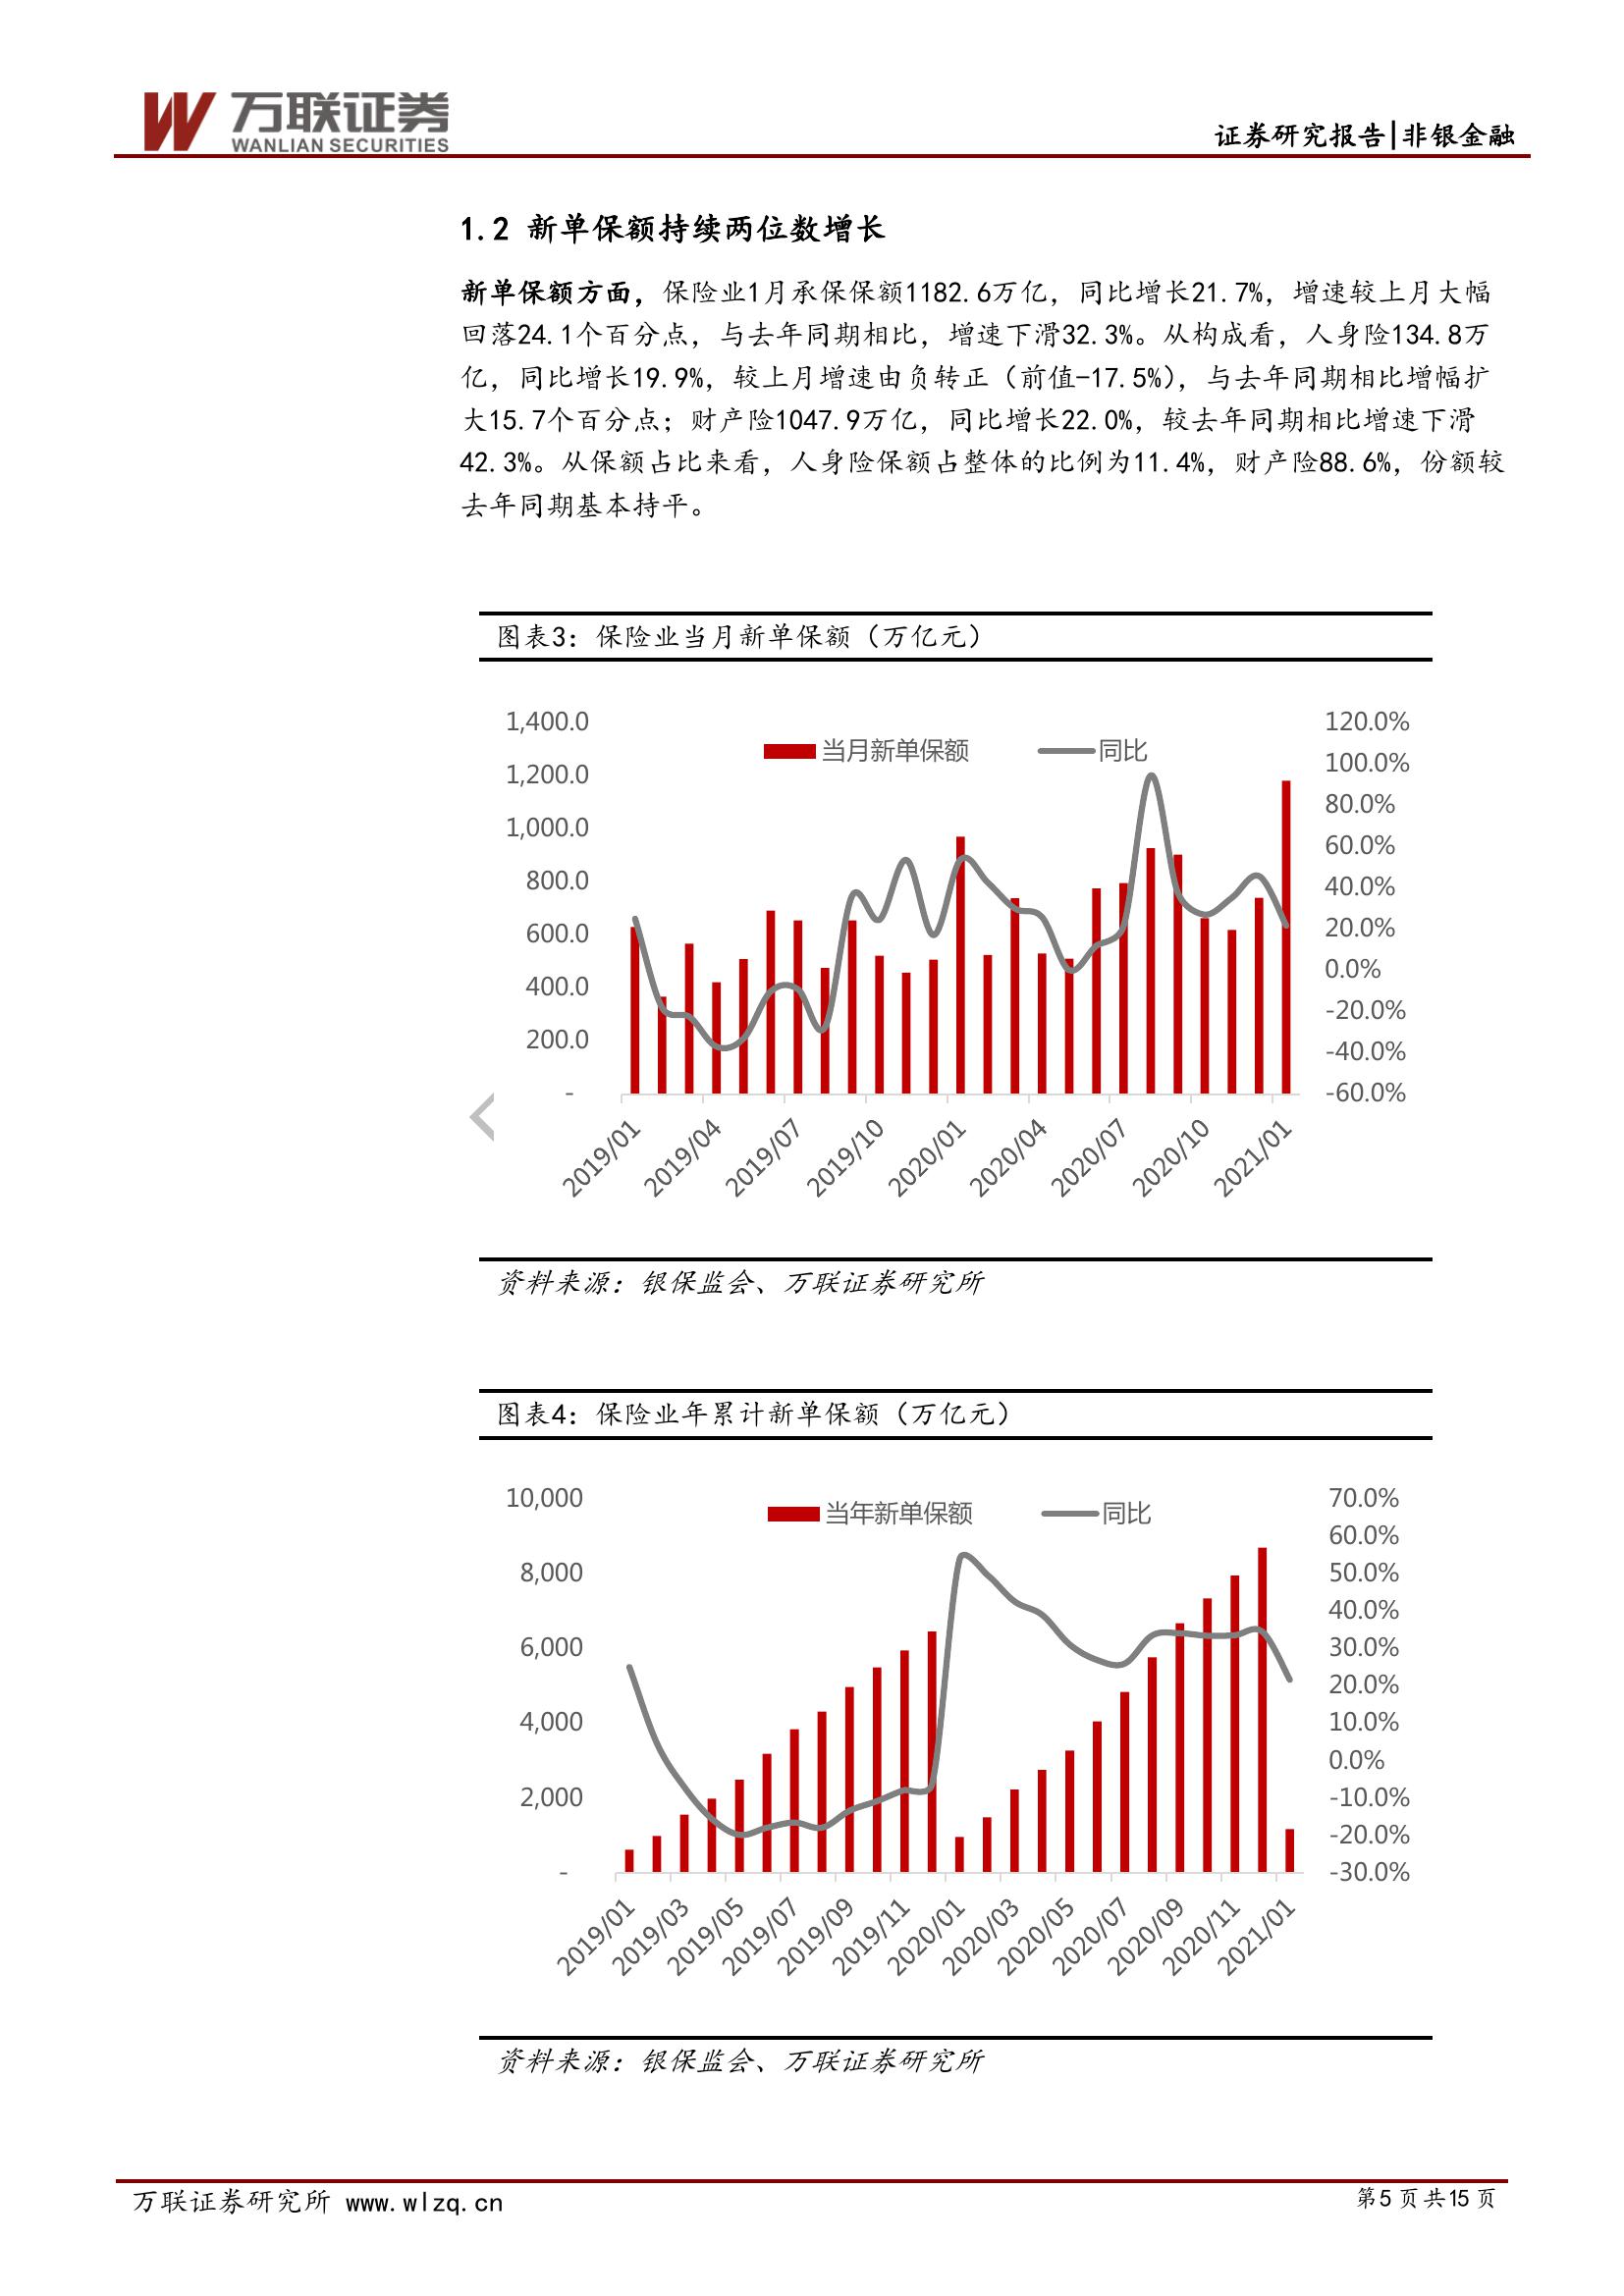 万联证券
WANLIAN SECURITIES
证券研究报告|非银金融
1.2 新单保额持续两位数增长
新单保额方面，保险业1月承保保额1182.6万亿，同比增长21.7%，增速较上月大幅
回落24.1个百分点，与去年同期相比，增速下滑32.3%。从构成看，人身险134.8万
亿，同比增长19.9%，较上月增速由负转正（前值-17.5%），与去年同期相比增幅扩
大15.7个百分点；财产险1047.9万亿，同比增长22.0%，较去年同期相比增速下滑
42.3%。从保额占比来看，人身险保额占整体的比例为11.4%，财产险88.6%，份额较
去年同期基本持平。
图表3：保险业当月新单保额（万亿元）
当月新单保额 同比
1,400.0
1,200.0
1,000.0
800.0
600.0
400.0
200.0
-
120.0%
100.0%
80.0%
60.0%
40.0%
20.0%
0.0%
-20.0%
-40.0%
-60.0%
2019/01 2019/04 2019/07 2019/10 2020/01 2020/04 2020/07 2020/10 2021/01
资料来源：银保监会、万联证券研究所
图表4：保险业年累计新单保额（万亿元）
当年新单保额 同比
10,000
8,000
6,000
4,000
2,000
-
70.0%
60.0%
50.0%
40.0%
30.0%
20.0%
10.0%
0.0%
-10.0%
-20.0%
-30.0%
2019/01 2019/03 2019/05 2019/07 2019/09 2019/11 2020/01 2020/03 2020/05 2020/07 2020/09 2020/11 2021/01
资料来源：银保监会、万联证券研究所
万联证券研究所 www.wlzq.cn
第5页共15页